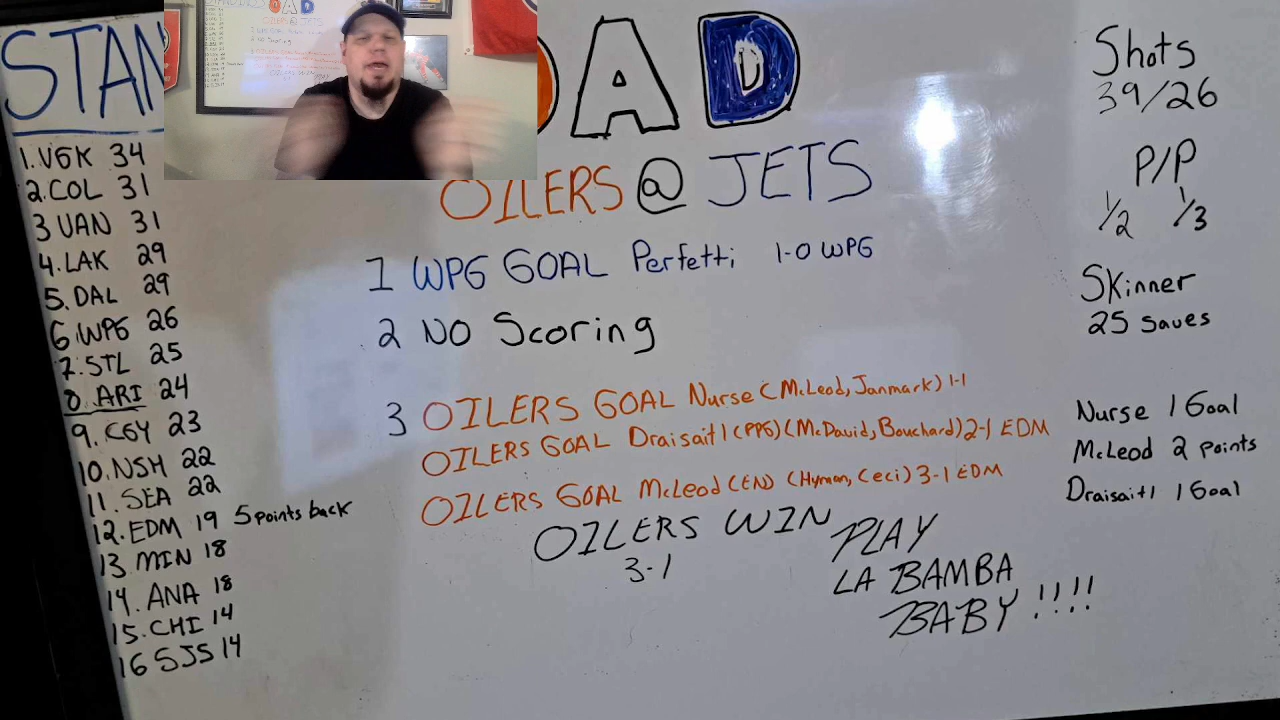 STAN
OAD
1. VGK 34
2. COL 31
3 VAN 31
4. LAK 29
5. DAL 29
6. WPG 26
7. STL 25
8. ARI 24
9. CGY 23
10. NSH 22
11. SEA 22
12. EDM 19 5 points back
13 MIN 18
14. ANA 18
15. CHI 14
16 SJS 14
OILERS @ JETS
1 WPG GOAL Perfetti 1-0 WPG
2 NO Scoring
3 OILERS GOAL Nurse (McLeod, Janmark) 1-1
OILERS GOAL Draisaitl (PPG) (McDavid, Bouchard) 2-1 EDM
OILERS GOAL McLeod (EN) (Hyman, Ceci) 3-1 EDM
OILERS WIN
3-1
PLAY
LA BAMBA
BABY !!!!
Shots
39/26
P/P
1/2 1/3
Skinner
25 saves
Nurse 1 Goal
McLeod 2 points
Draisaitl 1 Goal